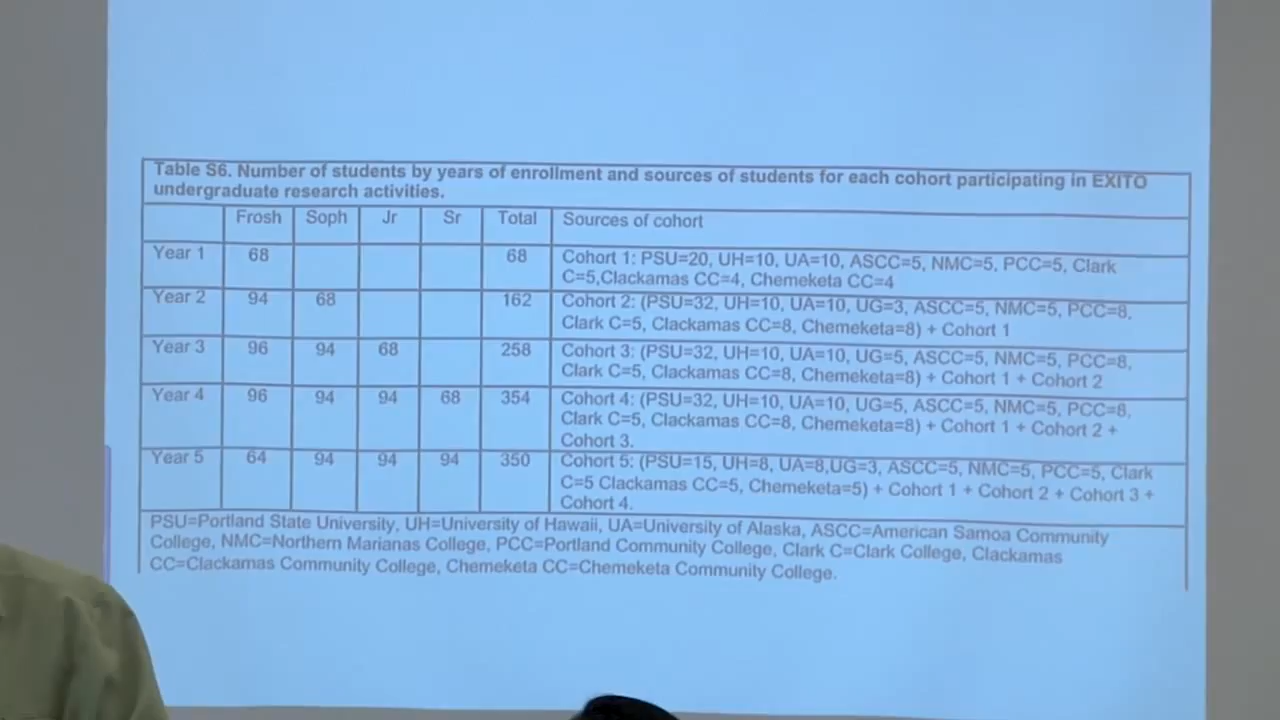 Table S6. Number of students by years of enrollment and sources of students for each cohort participating in EXITO
undergraduate research activities.
Frosh Soph Jr Sr Total Sources of cohort
Year 1 68 68 Cohort 1: PSU=20, UH=10, UA=10, ASCC=5, NMC=5, PCC=5, Clark
C=5,Clackamas CC=4, Chemeketa CC=4
Year 2 94 68 162 Cohort 2: (PSU=32, UH=10, UA=10, UG=3, ASCC=5, NMC=5, PCC=8,
Clark C=5, Clackamas CC=8, Chemeketa=8) + Cohort 1
Year 3 96 94 68 258 Cohort 3: (PSU=32, UH=10, UA=10, UG=5, ASCC=5, NMC=5, PCC=8,
Clark C=5, Clackamas CC=8, Chemeketa=8) + Cohort 1 + Cohort 2
Year 4 96 94 94 68 354 Cohort 4: (PSU=32, UH=10, UA=10, UG=5, ASCC=5, NMC=5, PCC=8,
Clark C=5, Clackamas CC=8, Chemeketa=8) + Cohort 1 + Cohort 2 +
Cohort 3.
Year 5 64 94 94 94 350 Cohort 5: (PSU=15, UH=8, UA=8,UG=3, ASCC=5, NMC=5, PCC=5, Clark
C=5 Clackamas CC=5, Chemeketa=5) + Cohort 1 + Cohort 2 + Cohort 3 +
Cohort 4.
PSU=Portland State University, UH=University of Hawaii, UA=University of Alaska, ASCC=American Samoa Community
College, NMC=Northern Marianas College, PCC=Portland Community College, Clark C=Clark College, Clackamas
CC=Clackamas Community College, Chemeketa CC=Chemeketa Community College.